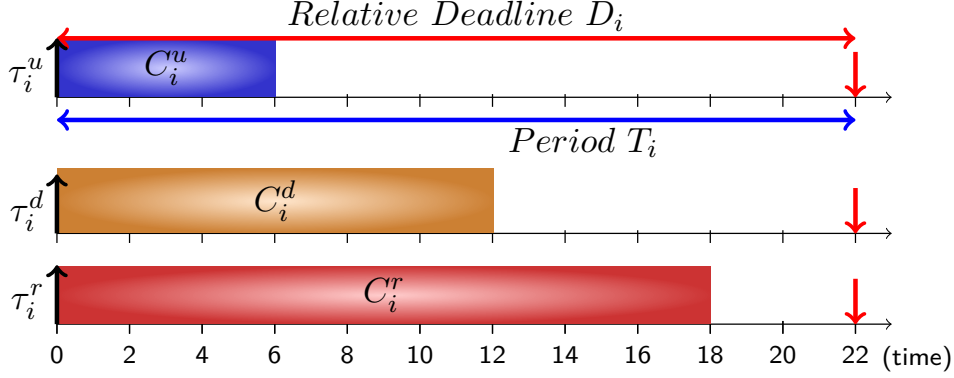 Relative Deadline D_i
τ_i^u C_i^u
Period T_i
τ_i^d C_i^d
τ_i^r C_i^r
0 2 4 6 8 10 12 14 16 18 20 22 (time)